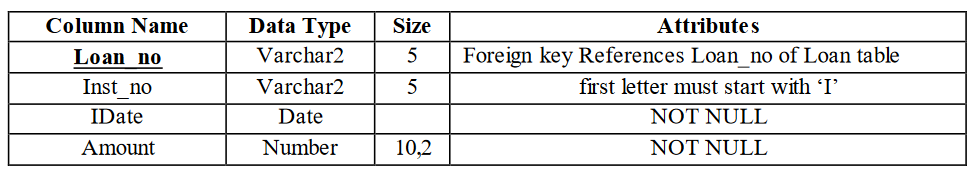 Column Name Data Type Size Attributes
Loan_no Varchar2 5 Foreign key References Loan_no of Loan table
Inst_no Varchar2 5 first letter must start with ‘I’
IDate Date NOT NULL
Amount Number 10,2 NOT NULL